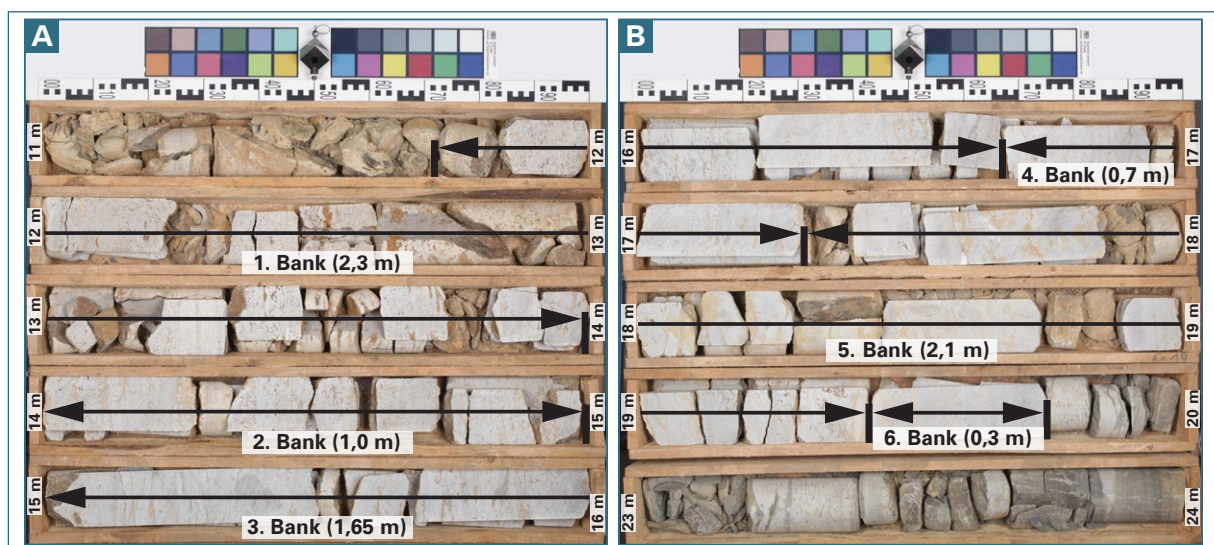 A
11 m
12 m
12 m
13 m
1. Bank (2,3 m)
13 m
14 m
14 m
15 m
2. Bank (1,0 m)
15 m
16 m
3. Bank (1,65 m)
B
16 m
17 m
4. Bank (0,7 m)
17 m
18 m
18 m
19 m
5. Bank (2,1 m)
19 m
20 m
6. Bank (0,3 m)
23 m
24 m